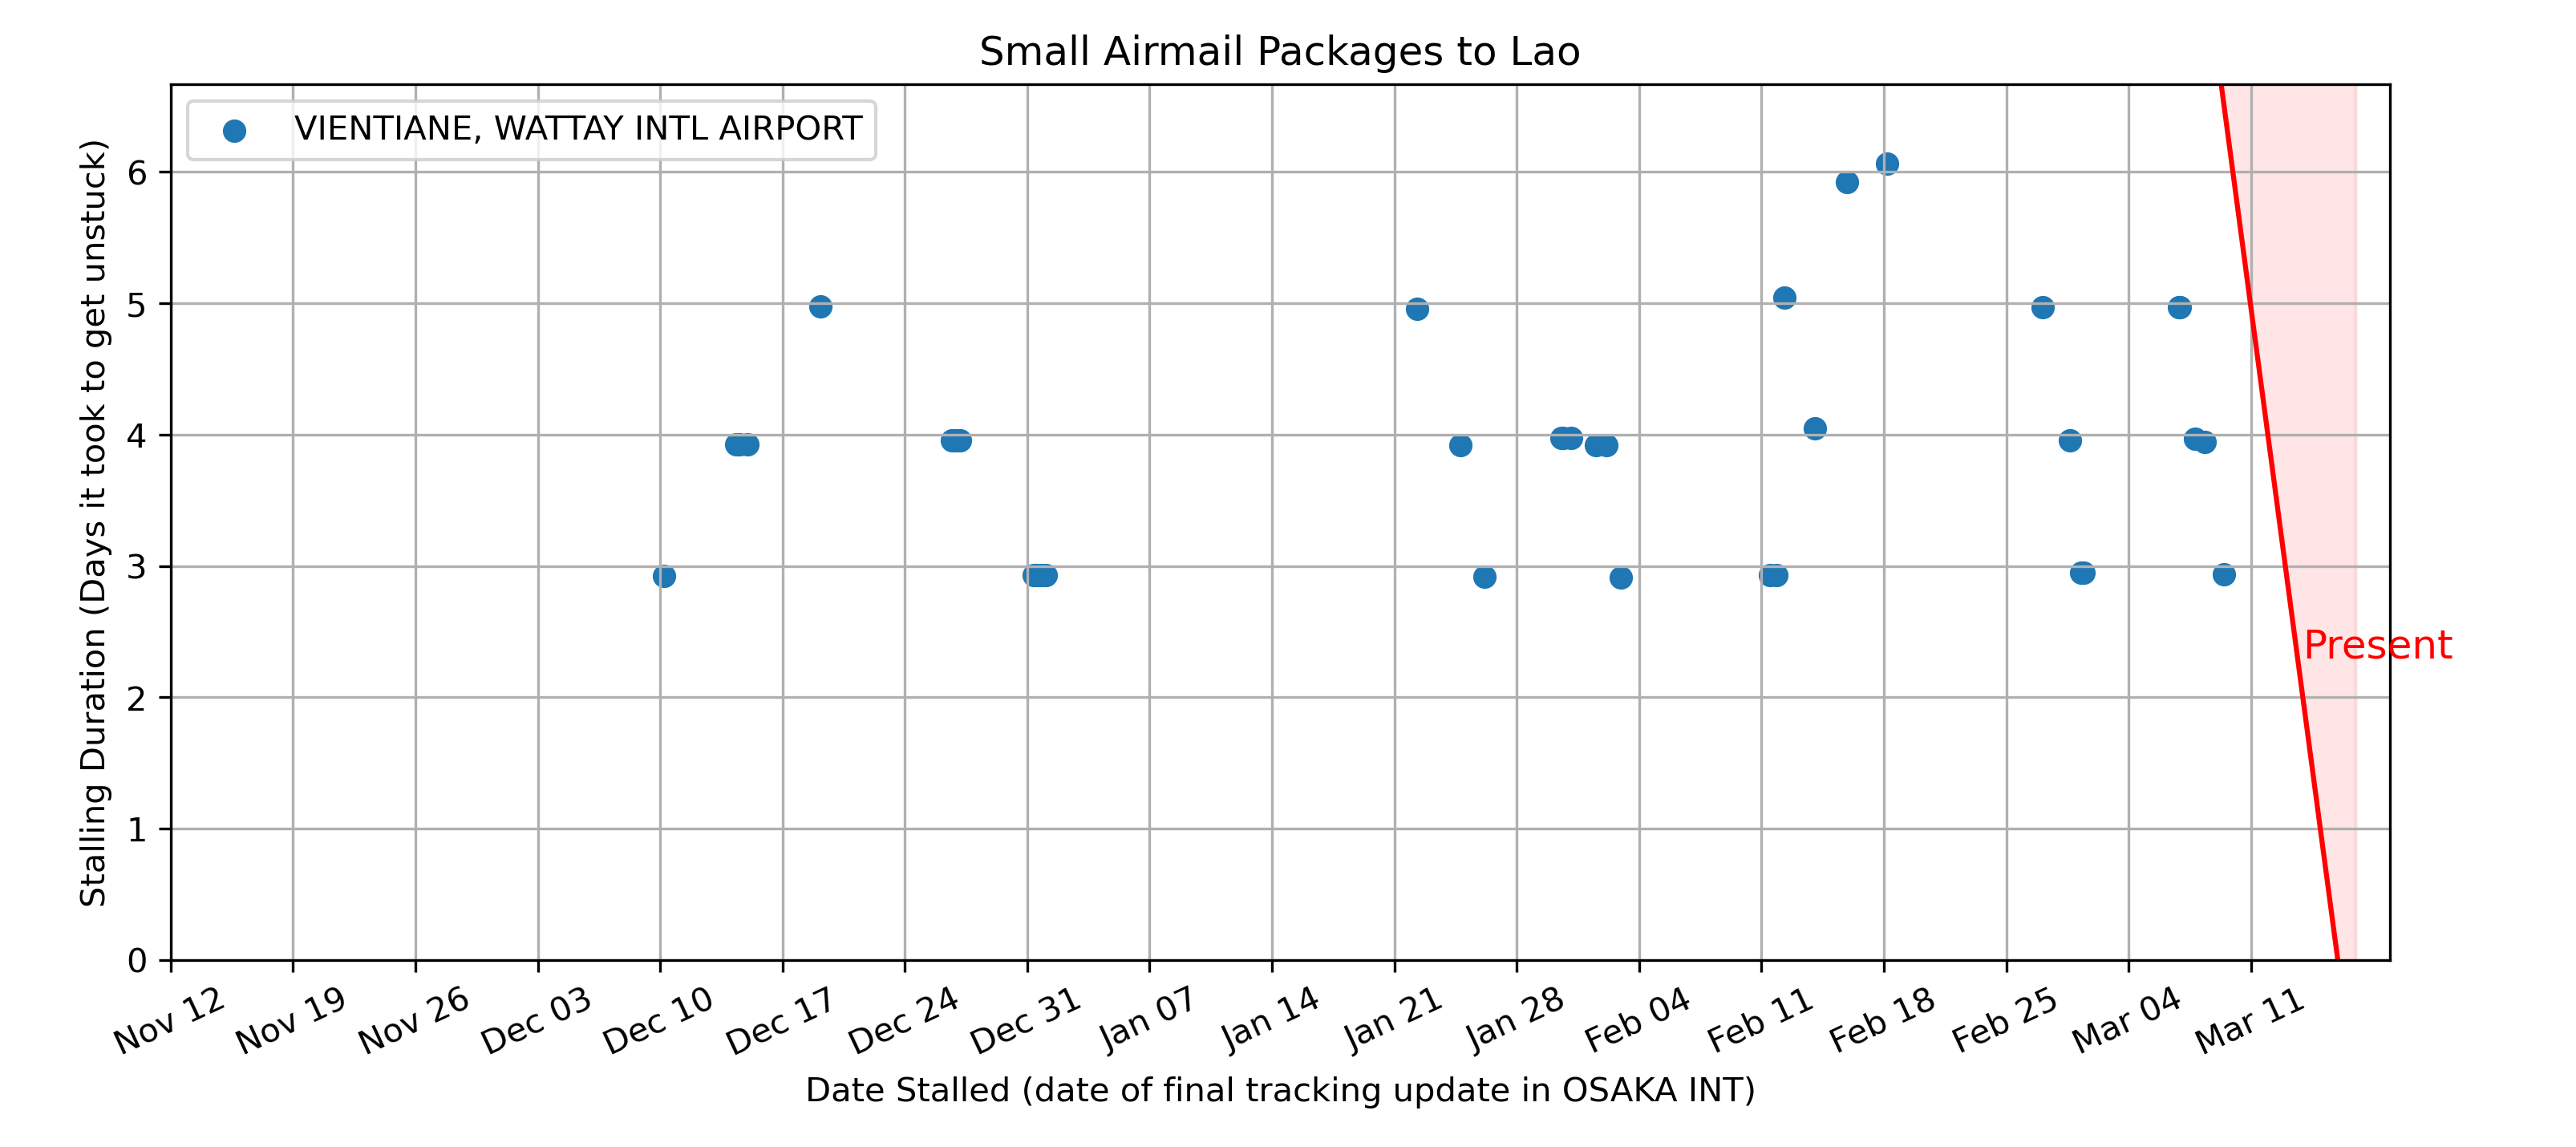 Small Airmail Packages to Lao
VIENTIANE, WATTAY INTL AIRPORT
Stalling Duration (Days it took to get unstuck)
6
5
4
3
2
1
0
Present
Nov 12
Nov 19
Nov 26
Dec 03
Dec 10
Dec 17
Dec 24
Dec 31
Jan 07
Jan 14
Jan 21
Jan 28
Feb 04
Feb 11
Feb 18
Feb 25
Mar 04
Mar 11
Date Stalled (date of final tracking update in OSAKA INT)